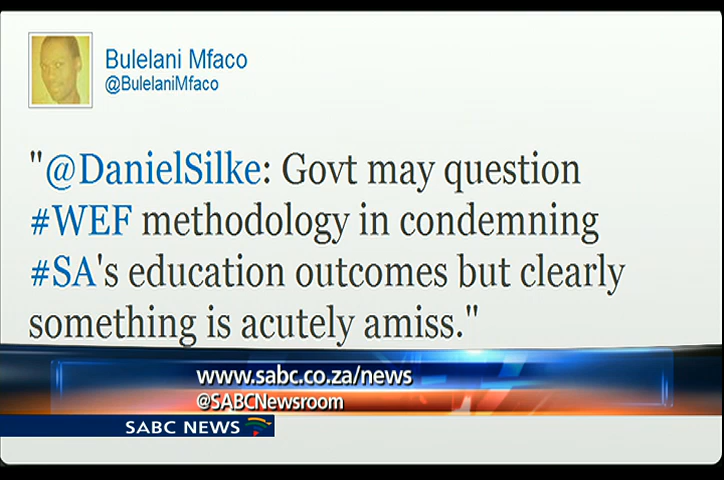 Bulelani Mfaco
@BulelaniMfaco
"@DanielSilke: Govt may question
#WEF methodology in condemning
#SA's education outcomes but clearly
something is acutely amiss."
www.sabc.co.za/news
@SABCNewsroom
SABC NEWS